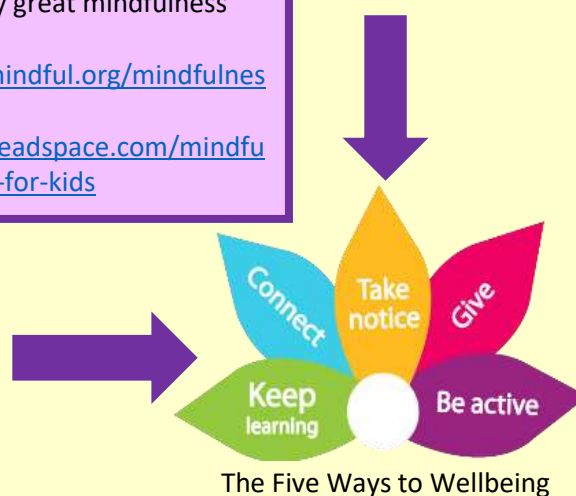 great mindfulness
mindful.org/mindfulnes
eadspace.com/mindfu
-for-kids
Connect
Take
notice
Give
Keep
learning
Be active
The Five Ways to Wellbeing